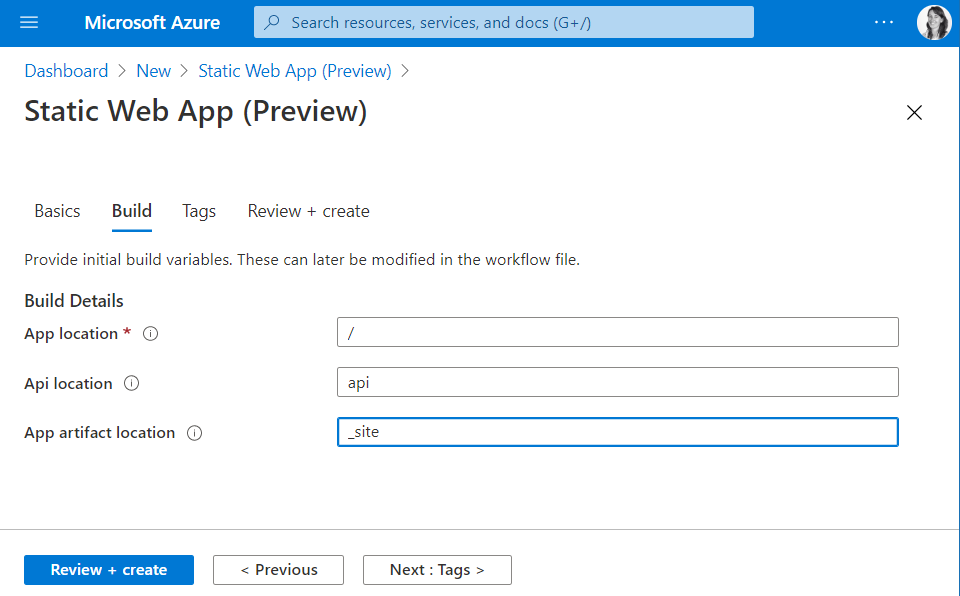 Microsoft Azure Search resources, services, and docs (G+/) ...
Dashboard > New > Static Web App (Preview) >
Static Web App (Preview)
Basics Build Tags Review + create
Provide initial build variables. These can later be modified in the workflow file.
Build Details
App location * /
Api location api
App artifact location _site
Review + create < Previous Next : Tags >